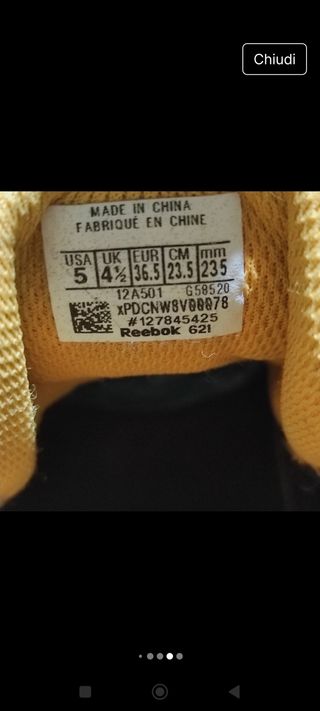 Chiudi
MADE IN CHINA
FABRIQUÉ EN CHINE
USA UK EUR CM mm
5 4½ 36.5 23.5 235
12A501 G58520
xPDCNW8V00078
#127845425
Reebok 621